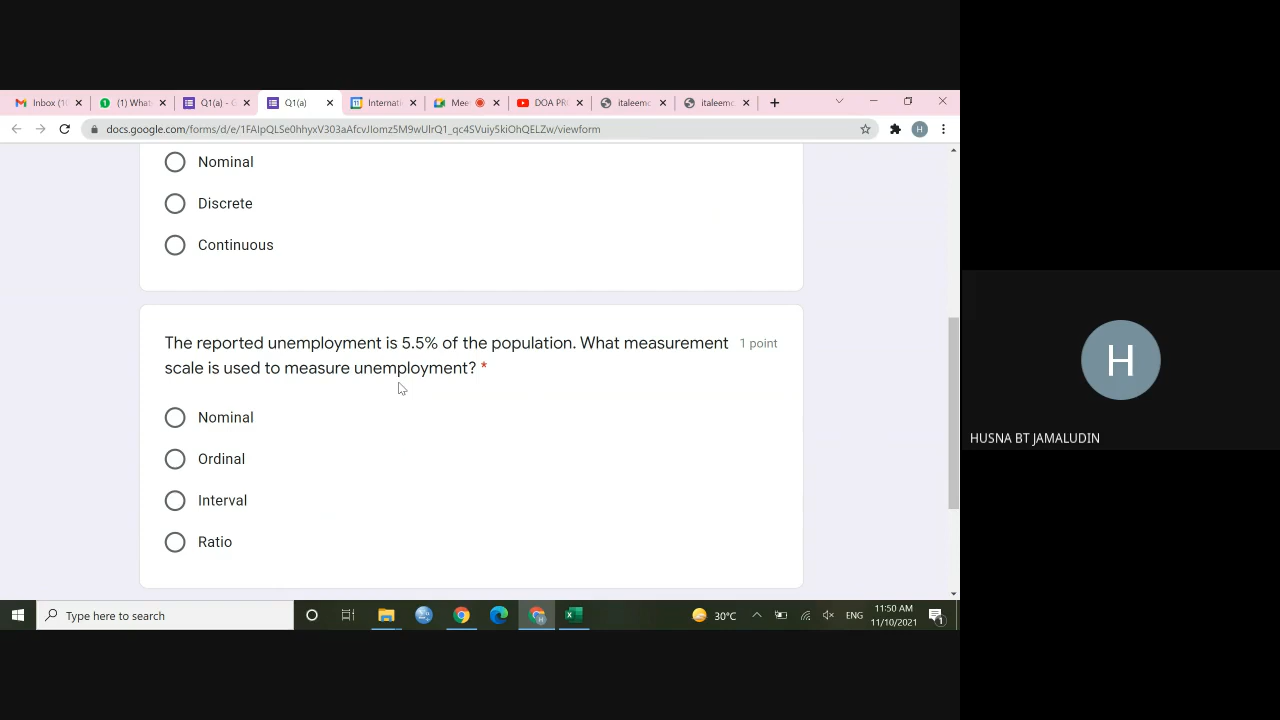 Inbox (1
(1) What
Q1(a) - G
Q1(a)
Internati
Mee
DOA PR
italeemc
italeemc
docs.google.com/forms/d/e/1FAIpQLSe0hhyxV303aAfcvJIomz5M9wUlrQ1_qc4SVuiy5kiOhQELZw/viewform
H
Nominal
Discrete
Continuous
The reported unemployment is 5.5% of the population. What measurement
scale is used to measure unemployment? *
1 point
Nominal
Ordinal
Interval
Ratio
H
HUSNA BT JAMALUDIN
Type here to search
30°C
ENG
11:50 AM
11/10/2021
1